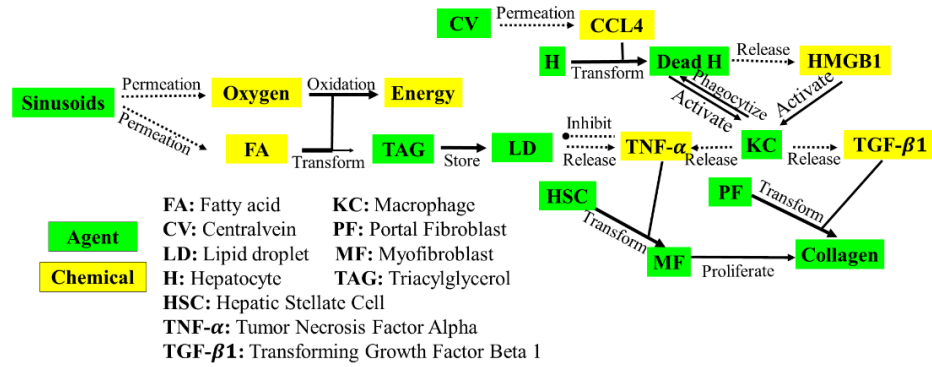 CV
Permeation
CCL4
H
Transform
Dead H
Release
HMGB1
Phagocytize
Activate
Activate
Sinusoids
Permeation
Oxygen
Oxidation
Energy
Permeation
FA
Transform
TAG
Store
LD
Inhibit
Release
TNF-α
Release
KC
Release
TGF-β1
HSC
Transform
MF
Proliferate
PF
Transform
Collagen
Agent
Chemical
FA: Fatty acid
KC: Macrophage
CV: Centralvein
PF: Portal Fibroblast
LD: Lipid droplet
MF: Myofibroblast
H: Hepatocyte
TAG: Triacylglycerol
HSC: Hepatic Stellate Cell
TNF-α: Tumor Necrosis Factor Alpha
TGF-β1: Transforming Growth Factor Beta 1